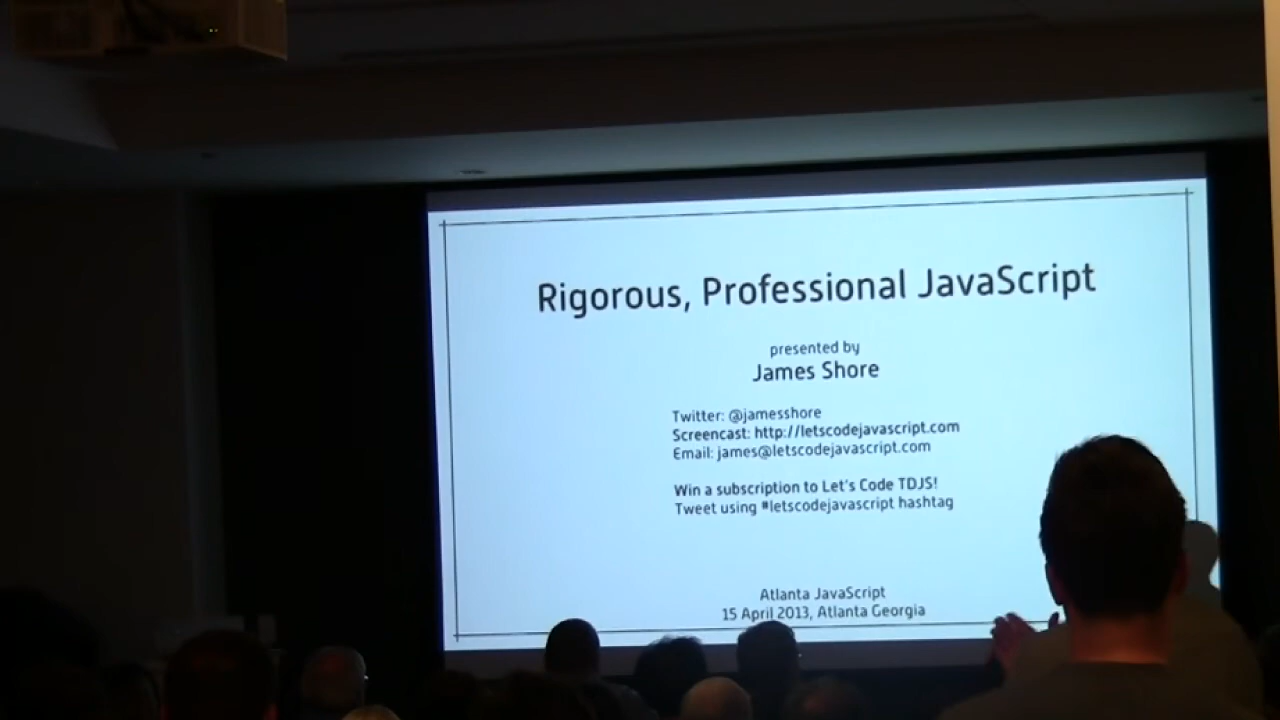 Rigorous, Professional JavaScript
presented by
James Shore
Twitter: @jamesshore
Screencast: http://letscodejavascript.com
Email: james@letscodejavascript.com
Win a subscription to Let's Code TDJS!
Tweet using #letscodejavascript hashtag
Atlanta JavaScript
15 April 2013, Atlanta Georgia